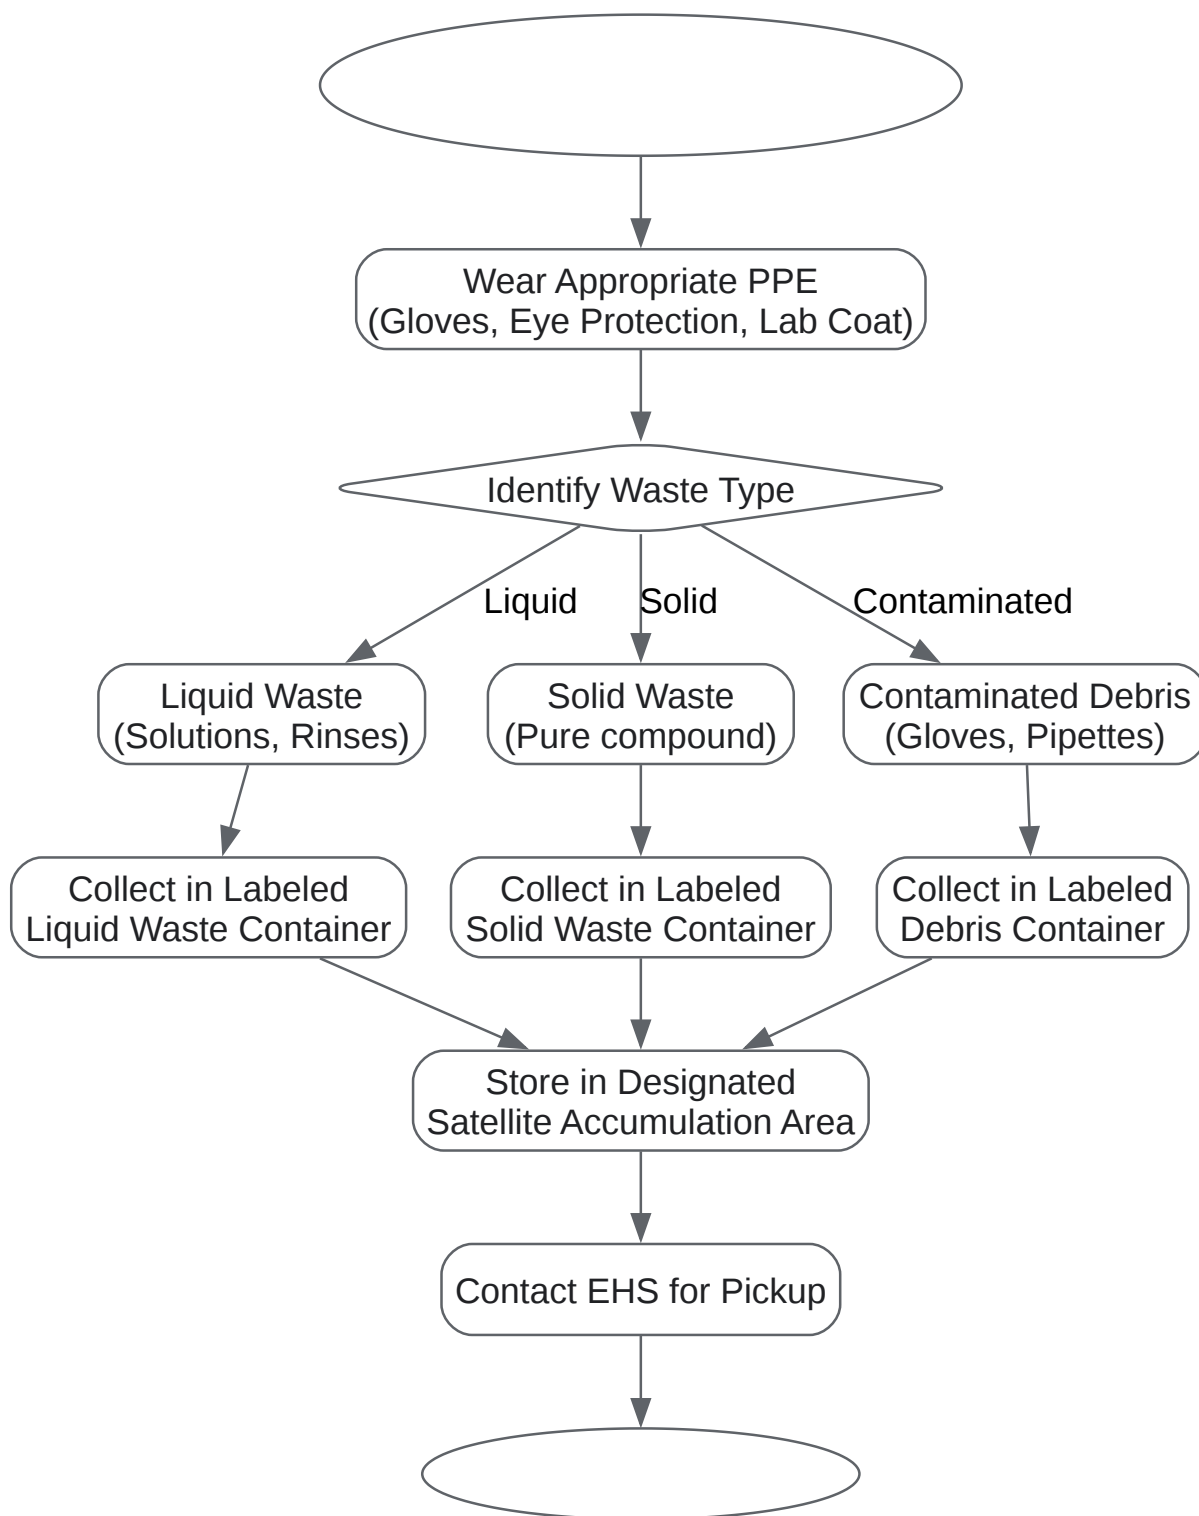 Wear Appropriate PPE
(Gloves, Eye Protection, Lab Coat)
Identify Waste Type
Liquid
Solid
Contaminated
Liquid Waste
(Solutions, Rinses)
Solid Waste
(Pure compound)
Contaminated Debris
(Gloves, Pipettes)
Collect in Labeled
Liquid Waste Container
Collect in Labeled
Solid Waste Container
Collect in Labeled
Debris Container
Store in Designated
Satellite Accumulation Area
Contact EHS for Pickup